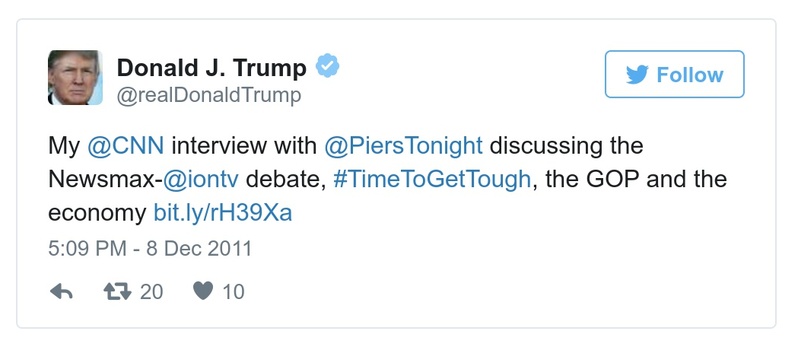 Donald J. Trump
@realDonaldTrump
Follow
My @CNN interview with @PiersTonight discussing the
Newsmax-@iontv debate, #TimeToGetTough, the GOP and the
economy bit.ly/rH39Xa
5:09 PM - 8 Dec 2011
20 10